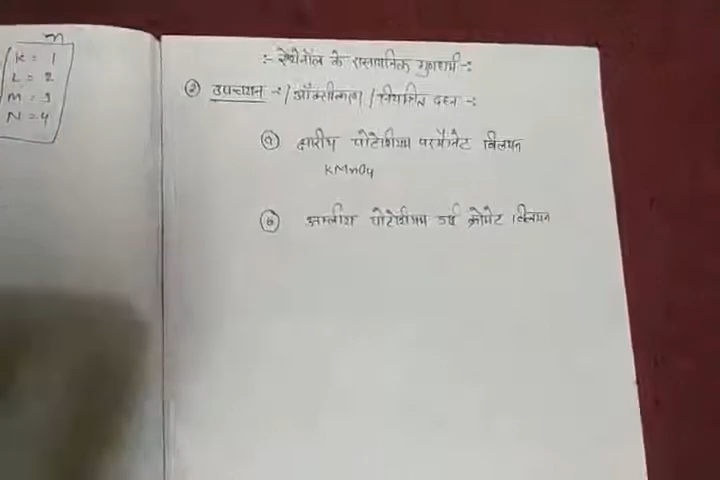 n
K = 1
L = 2
M = 3
N = 4
:- ऐथेनॉल के रासायनिक गुणधर्म -:
② उपचयन -: / ऑक्सीकरण / नियंत्रित दहन -:
ⓐ क्षारीय पोटेशियम परमैंगनेट विलयन
KMnO4
ⓑ अम्लीय पोटेशियम डाई क्रोमेट विलयन